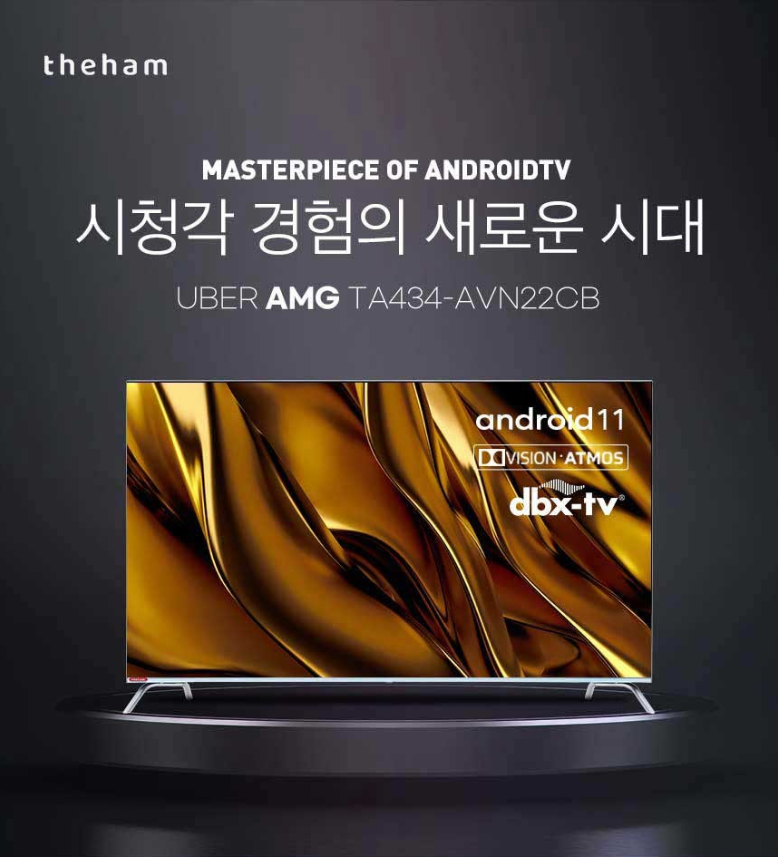 theham
MASTERPIECE OF ANDROIDTV
시청각 경험의 새로운 시대
UBER AMG TA434-AVN22CB
android11
VISION·ATMOS
dbx-tv®